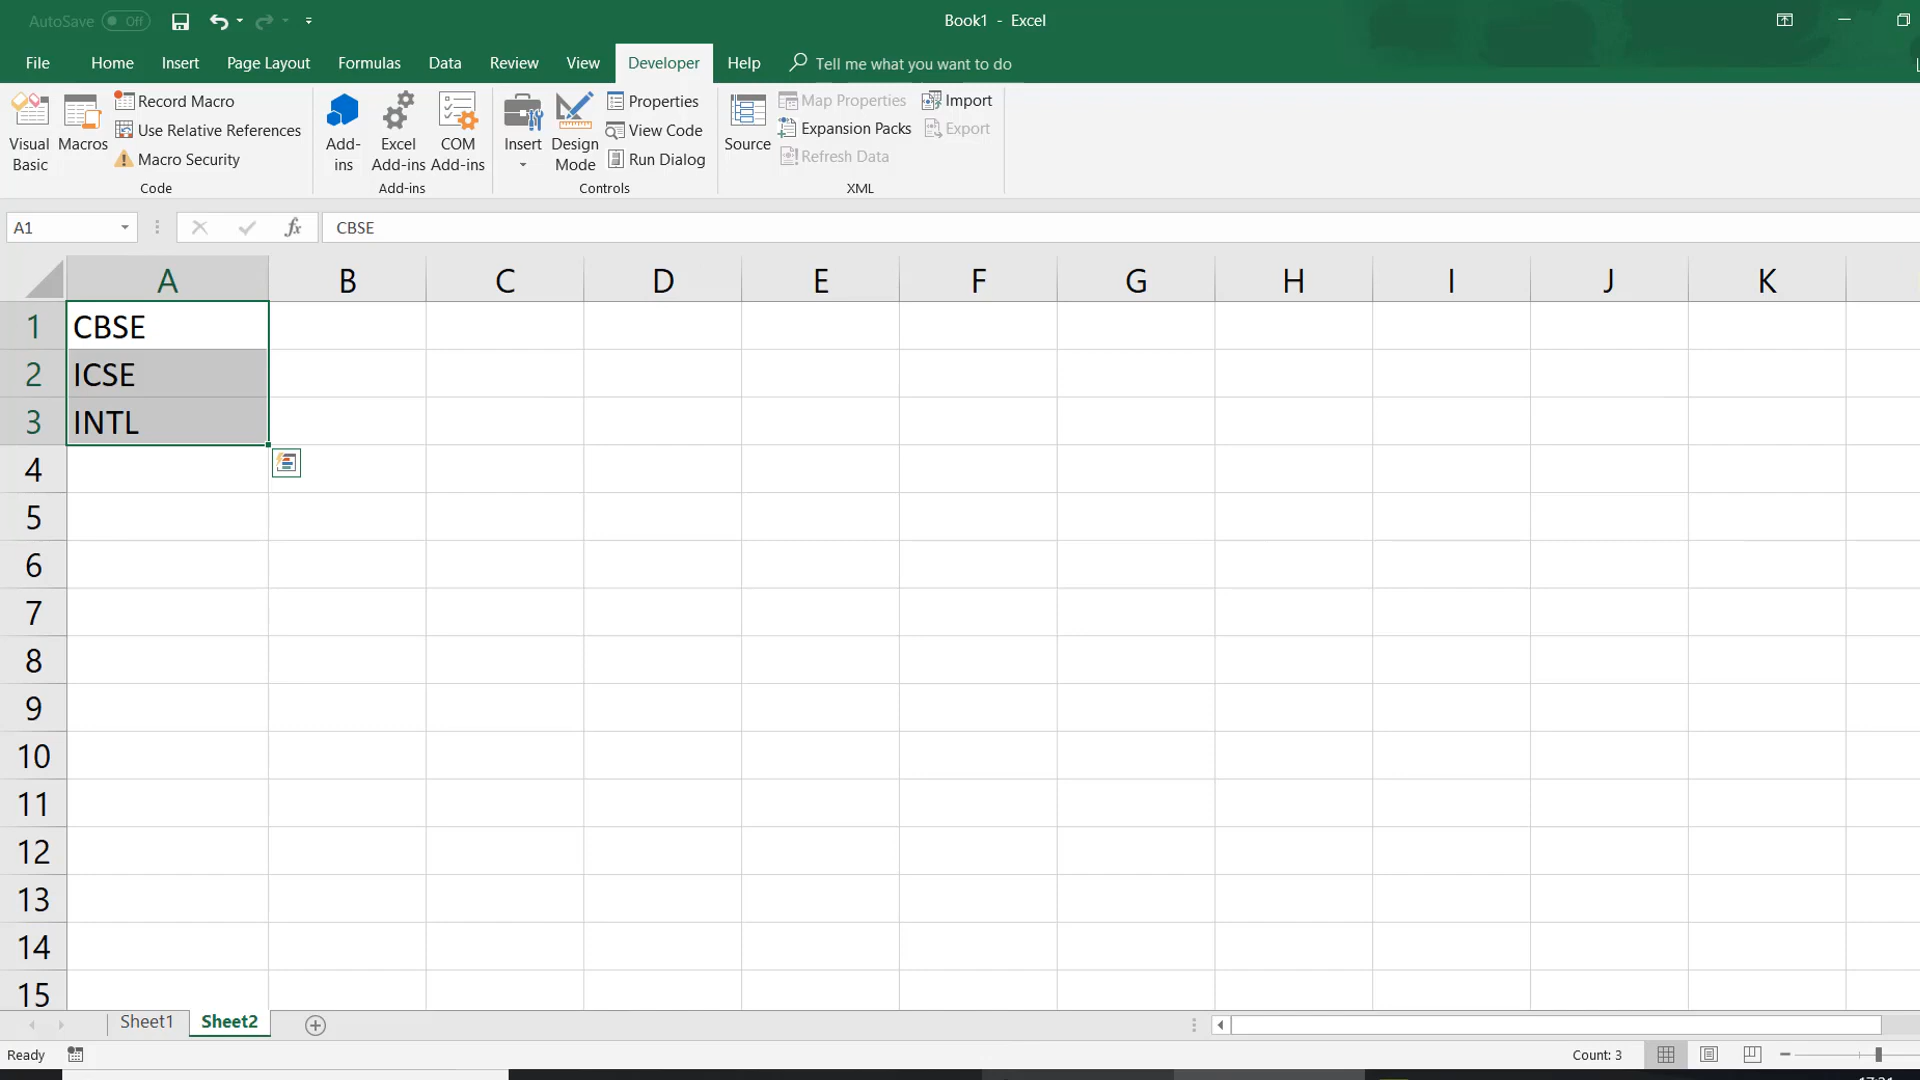 AutoSave Off
Book1 - Excel
File Home Insert Page Layout Formulas Data Review View Developer Help Tell me what you want to do
Visual Basic
Macros
Record Macro
Use Relative References
Macro Security
Code
Add-ins
Excel Add-ins
COM Add-ins
Add-ins
Insert
Design Mode
Properties
View Code
Run Dialog
Controls
Source
Map Properties
Expansion Packs
Refresh Data
Import
Export
XML
A1
fx
CBSE
A B C D E F G H I J K
1 CBSE
2 ICSE
3 INTL
4
5
6
7
8
9
10
11
12
13
14
15
Sheet1 Sheet2
Ready
Count: 3